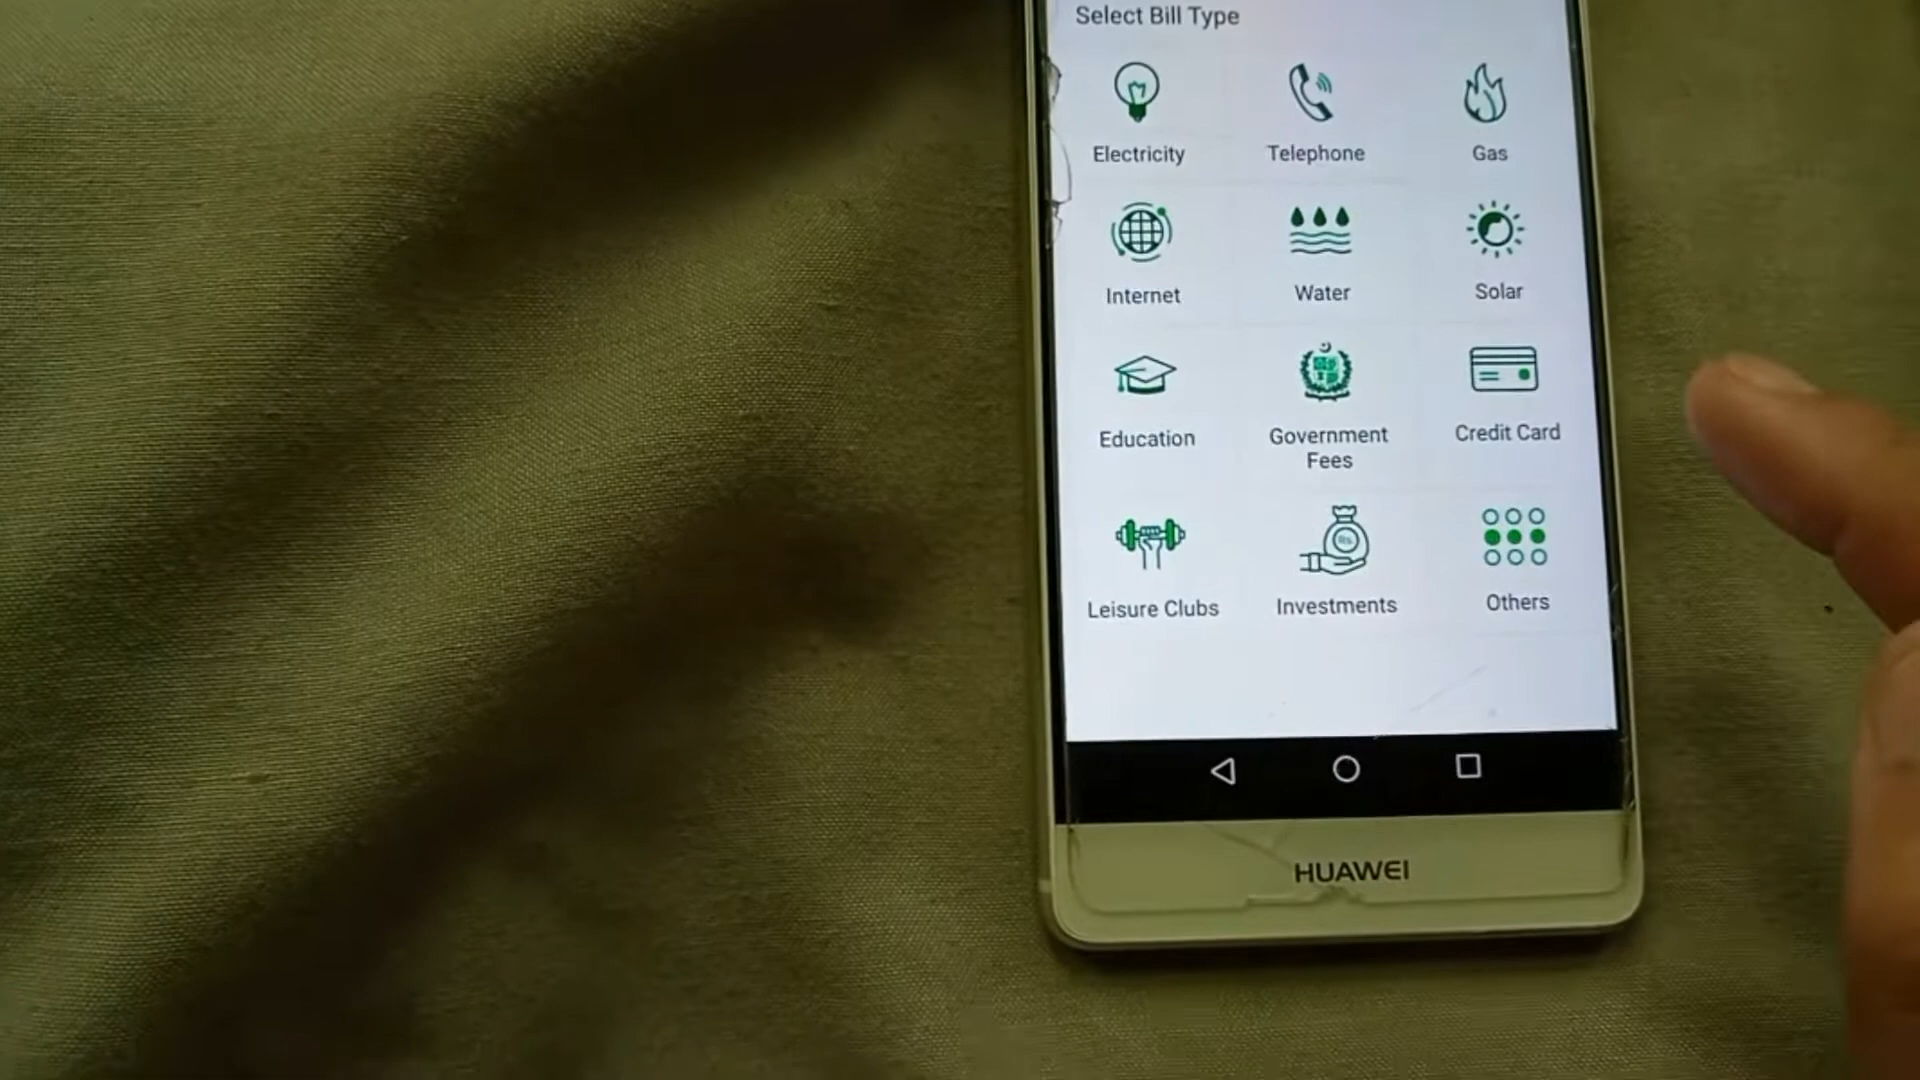 Select Bill Type
Electricity
Telephone
Gas
Internet
Water
Solar
Education
Government
Fees
Credit Card
Leisure Clubs
Rs.
Investments
Others
HUAWEI